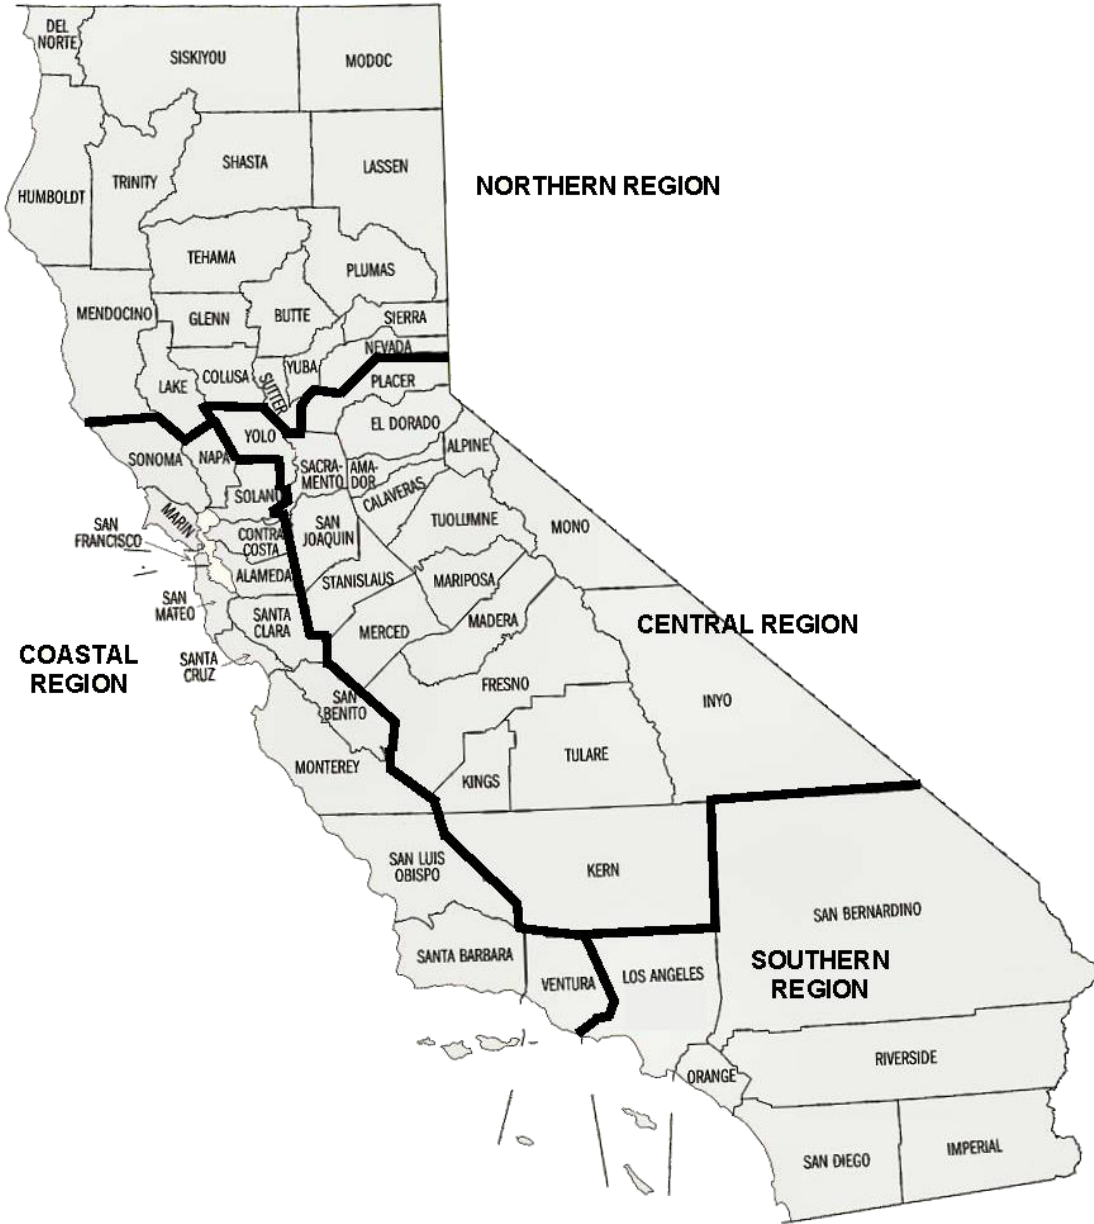 DEL
NORTE
SISKIYOU
MODOC
HUMBOLDT
TRINITY
SHASTA
LASSEN
NORTHERN REGION
TEHAMA
PLUMAS
MENDOCINO
GLENN
BUTTE
SIERRA
NEVADA
LAKE
COLUSA
SUTTER
YUBA
PLACER
EL DORADO
YOLO
SONOMA
NAPA
SACRA-
MENTO
AMA-
DOR
ALPINE
SOLANO
CALAVERAS
MARIN
SAN
FRANCISCO
CONTRA
COSTA
SAN
JOAQUIN
TUOLUMNE
MONO
ALAMEDA
STANISLAUS
MARIPOSA
SAN
MATEO
SANTA
CLARA
MERCED
MADERA
CENTRAL REGION
COASTAL
REGION
SANTA
CRUZ
SAN
BENITO
FRESNO
INYO
MONTEREY
KINGS
TULARE
SAN LUIS
OBISPO
KERN
SAN BERNARDINO
SANTA BARBARA
VENTURA
LOS ANGELES
SOUTHERN
REGION
ORANGE
RIVERSIDE
SAN DIEGO
IMPERIAL